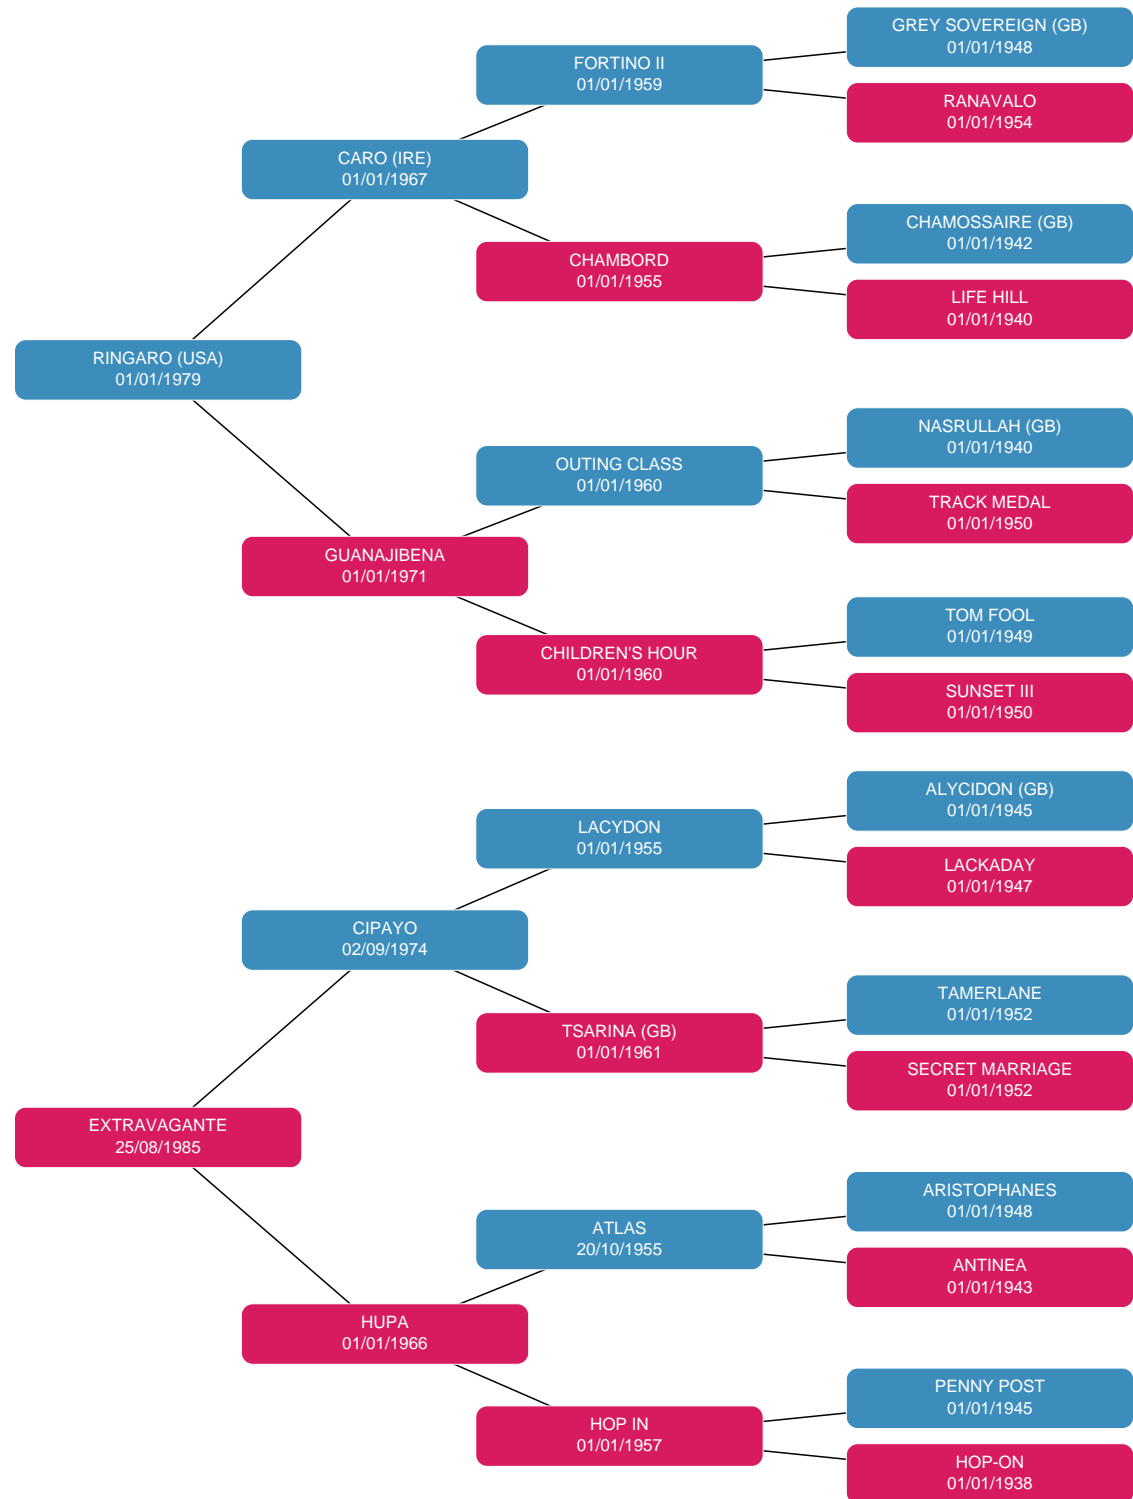 GREY SOVEREIGN (GB)
01/01/1948
FORTINO II
01/01/1959
RANAVALO
01/01/1954
CARO (IRE)
01/01/1967
CHAMOSSAIRE (GB)
01/01/1942
CHAMBORD
01/01/1955
LIFE HILL
01/01/1940
RINGARO (USA)
01/01/1979
NASRULLAH (GB)
01/01/1940
OUTING CLASS
01/01/1960
TRACK MEDAL
01/01/1950
GUANAJIBENA
01/01/1971
TOM FOOL
01/01/1949
CHILDREN'S HOUR
01/01/1960
SUNSET III
01/01/1950
ALYCIDON (GB)
01/01/1945
LACYDON
01/01/1955
LACKADAY
01/01/1947
CIPAYO
02/09/1974
TAMERLANE
01/01/1952
TSARINA (GB)
01/01/1961
SECRET MARRIAGE
01/01/1952
EXTRAVAGANTE
25/08/1985
ARISTOPHANES
01/01/1948
ATLAS
20/10/1955
ANTINEA
01/01/1943
HUPA
01/01/1966
PENNY POST
01/01/1945
HOP IN
01/01/1957
HOP-ON
01/01/1938